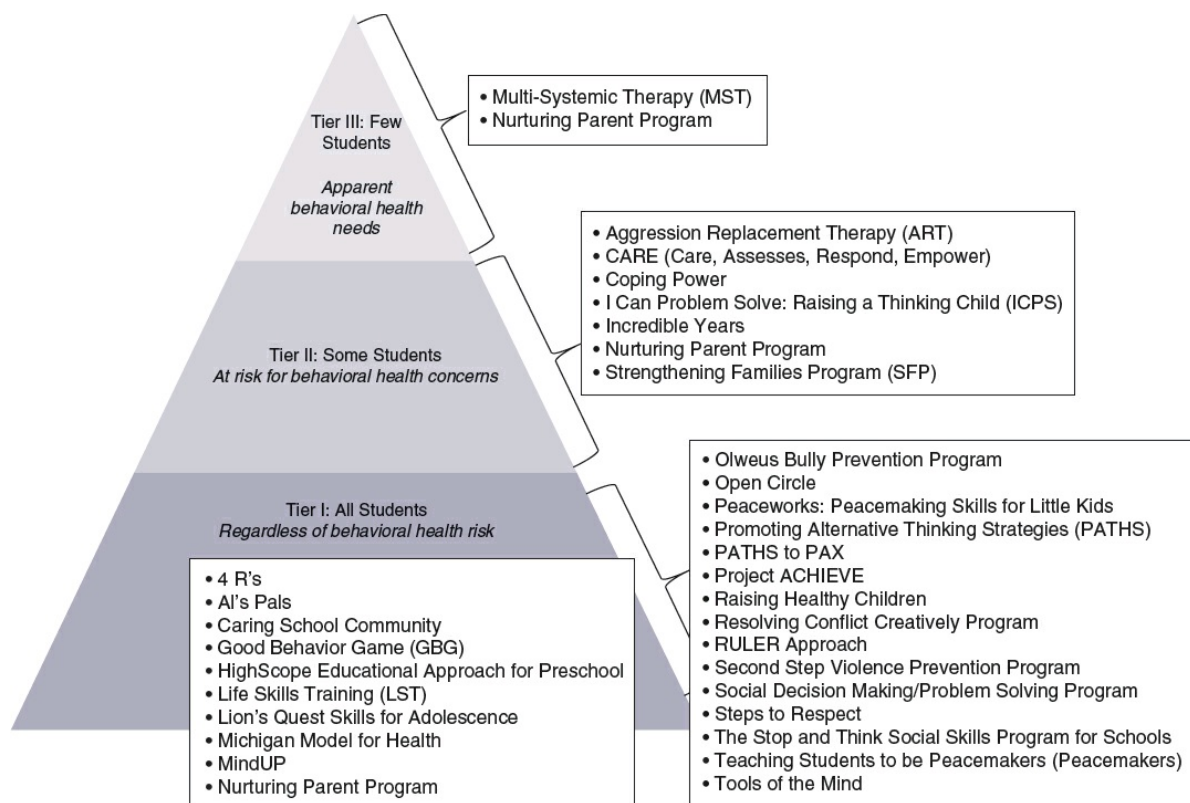 Tier III: Few
Students
Apparent
behavioral health
needs
• Multi-Systemic Therapy (MST)
• Nurturing Parent Program
Tier II: Some Students
At risk for behavioral health concerns
• Aggression Replacement Therapy (ART)
• CARE (Care, Assesses, Respond, Empower)
• Coping Power
• I Can Problem Solve: Raising a Thinking Child (ICPS)
• Incredible Years
• Nurturing Parent Program
• Strengthening Families Program (SFP)
Tier I: All Students
Regardless of behavioral health risk
• 4 R's
• Al's Pals
• Caring School Community
• Good Behavior Game (GBG)
• HighScope Educational Approach for Preschool
• Life Skills Training (LST)
• Lion's Quest Skills for Adolescence
• Michigan Model for Health
• MindUP
• Nurturing Parent Program
• Olweus Bully Prevention Program
• Open Circle
• Peaceworks: Peacemaking Skills for Little Kids
• Promoting Alternative Thinking Strategies (PATHS)
• PATHS to PAX
• Project ACHIEVE
• Raising Healthy Children
• Resolving Conflict Creatively Program
• RULER Approach
• Second Step Violence Prevention Program
• Social Decision Making/Problem Solving Program
• Steps to Respect
• The Stop and Think Social Skills Program for Schools
• Teaching Students to be Peacemakers (Peacemakers)
• Tools of the Mind